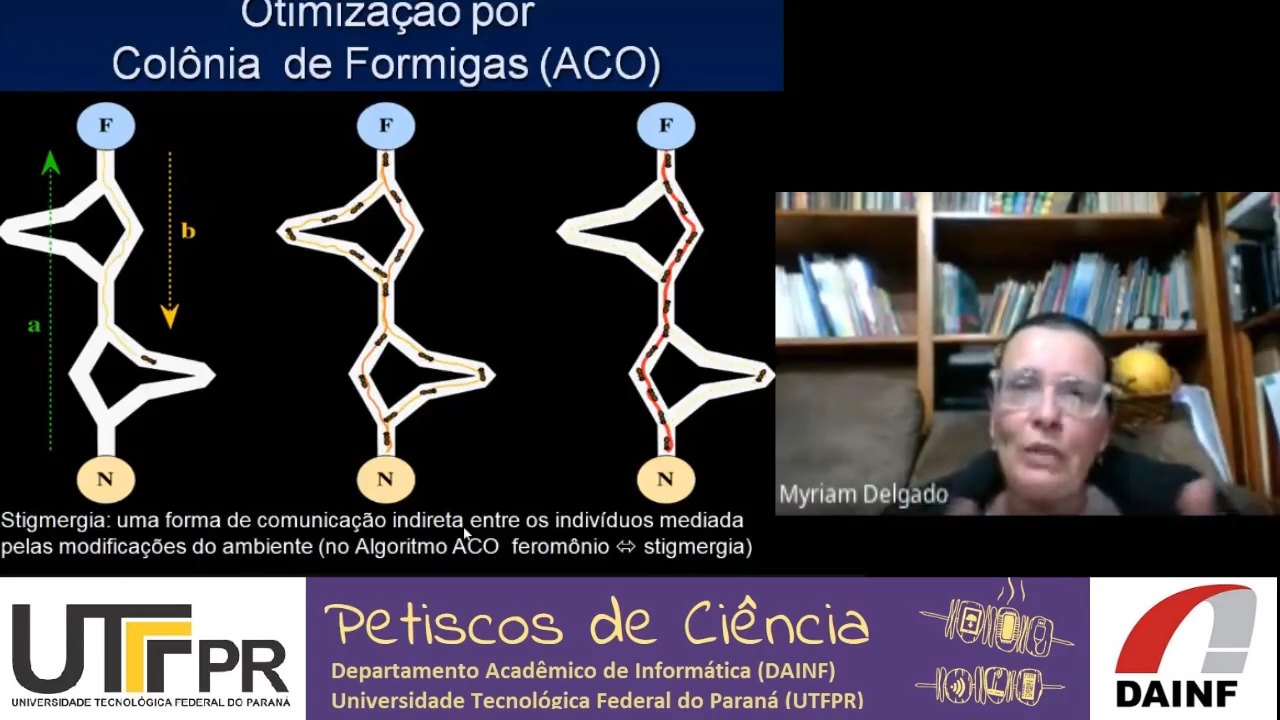 Otimização por
Colônia de Formigas (ACO)
F
F
F
b
a
N
N
N
Myriam Delgado
Stigmergia: uma forma de comunicação indireta entre os indivíduos mediada
pelas modificações do ambiente (no Algoritmo ACO feromônio ⇔ stigmergia)
UTFPR
UNIVERSIDADE TECNOLÓGICA FEDERAL DO PARANÁ
Petiscos de Ciência
Departamento Acadêmico de Informática (DAINF)
Universidade Tecnológica Federal do Paraná (UTFPR)
DAINF